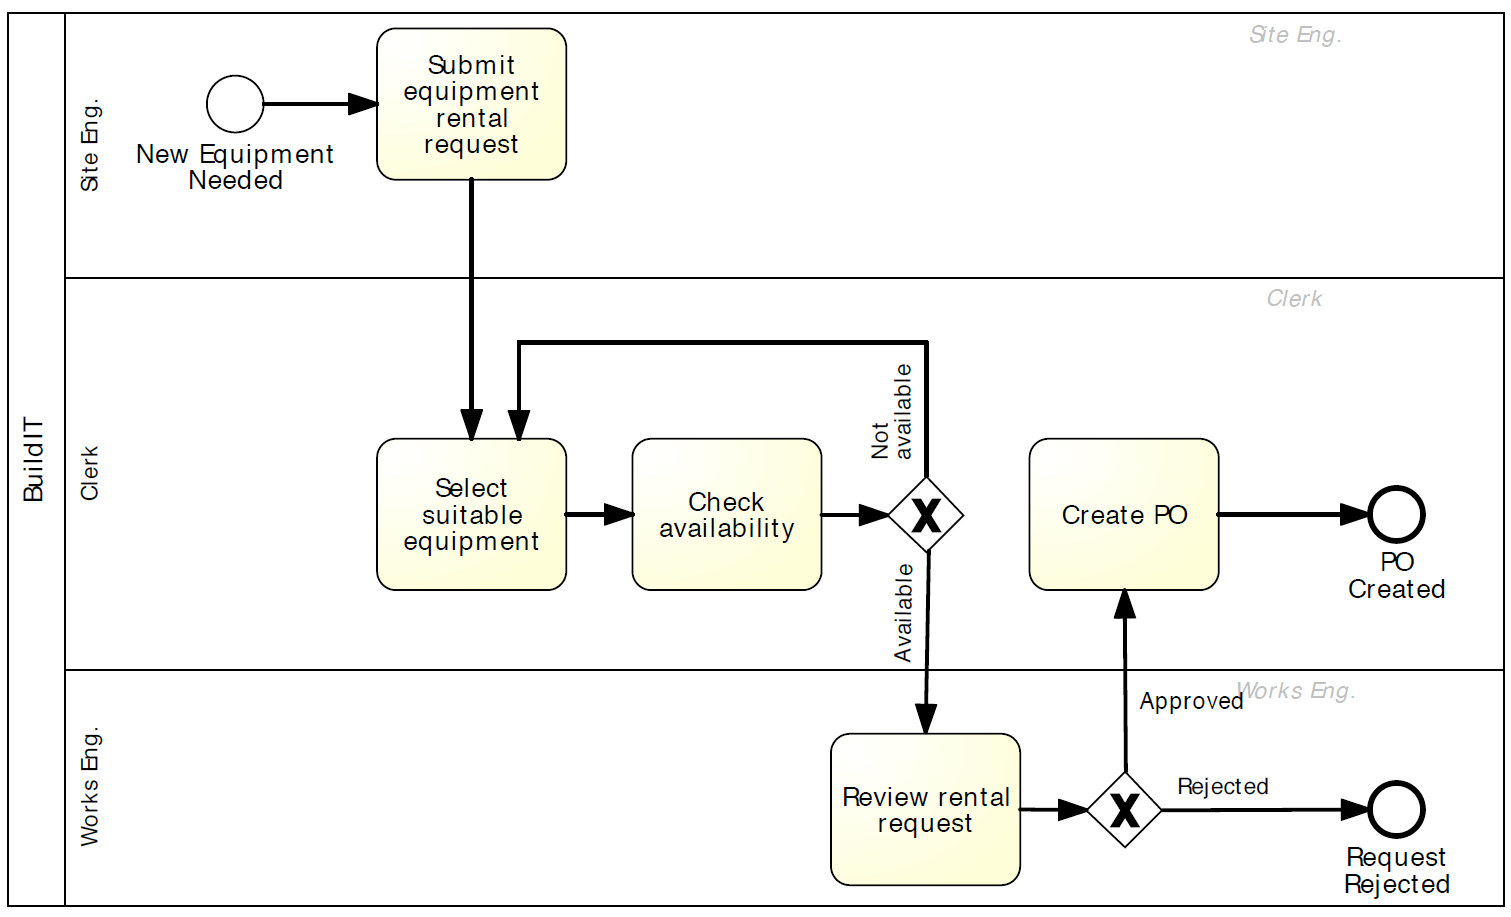 BuildIT
Site Eng.
Site Eng.
New Equipment
Needed
Submit
equipment
rental
request
Clerk
Clerk
Select
suitable
equipment
Check
availability
Not
available
Available
Create PO
PO
Created
Works Eng.
Works Eng.
Review rental
request
Approved
Rejected
Request
Rejected